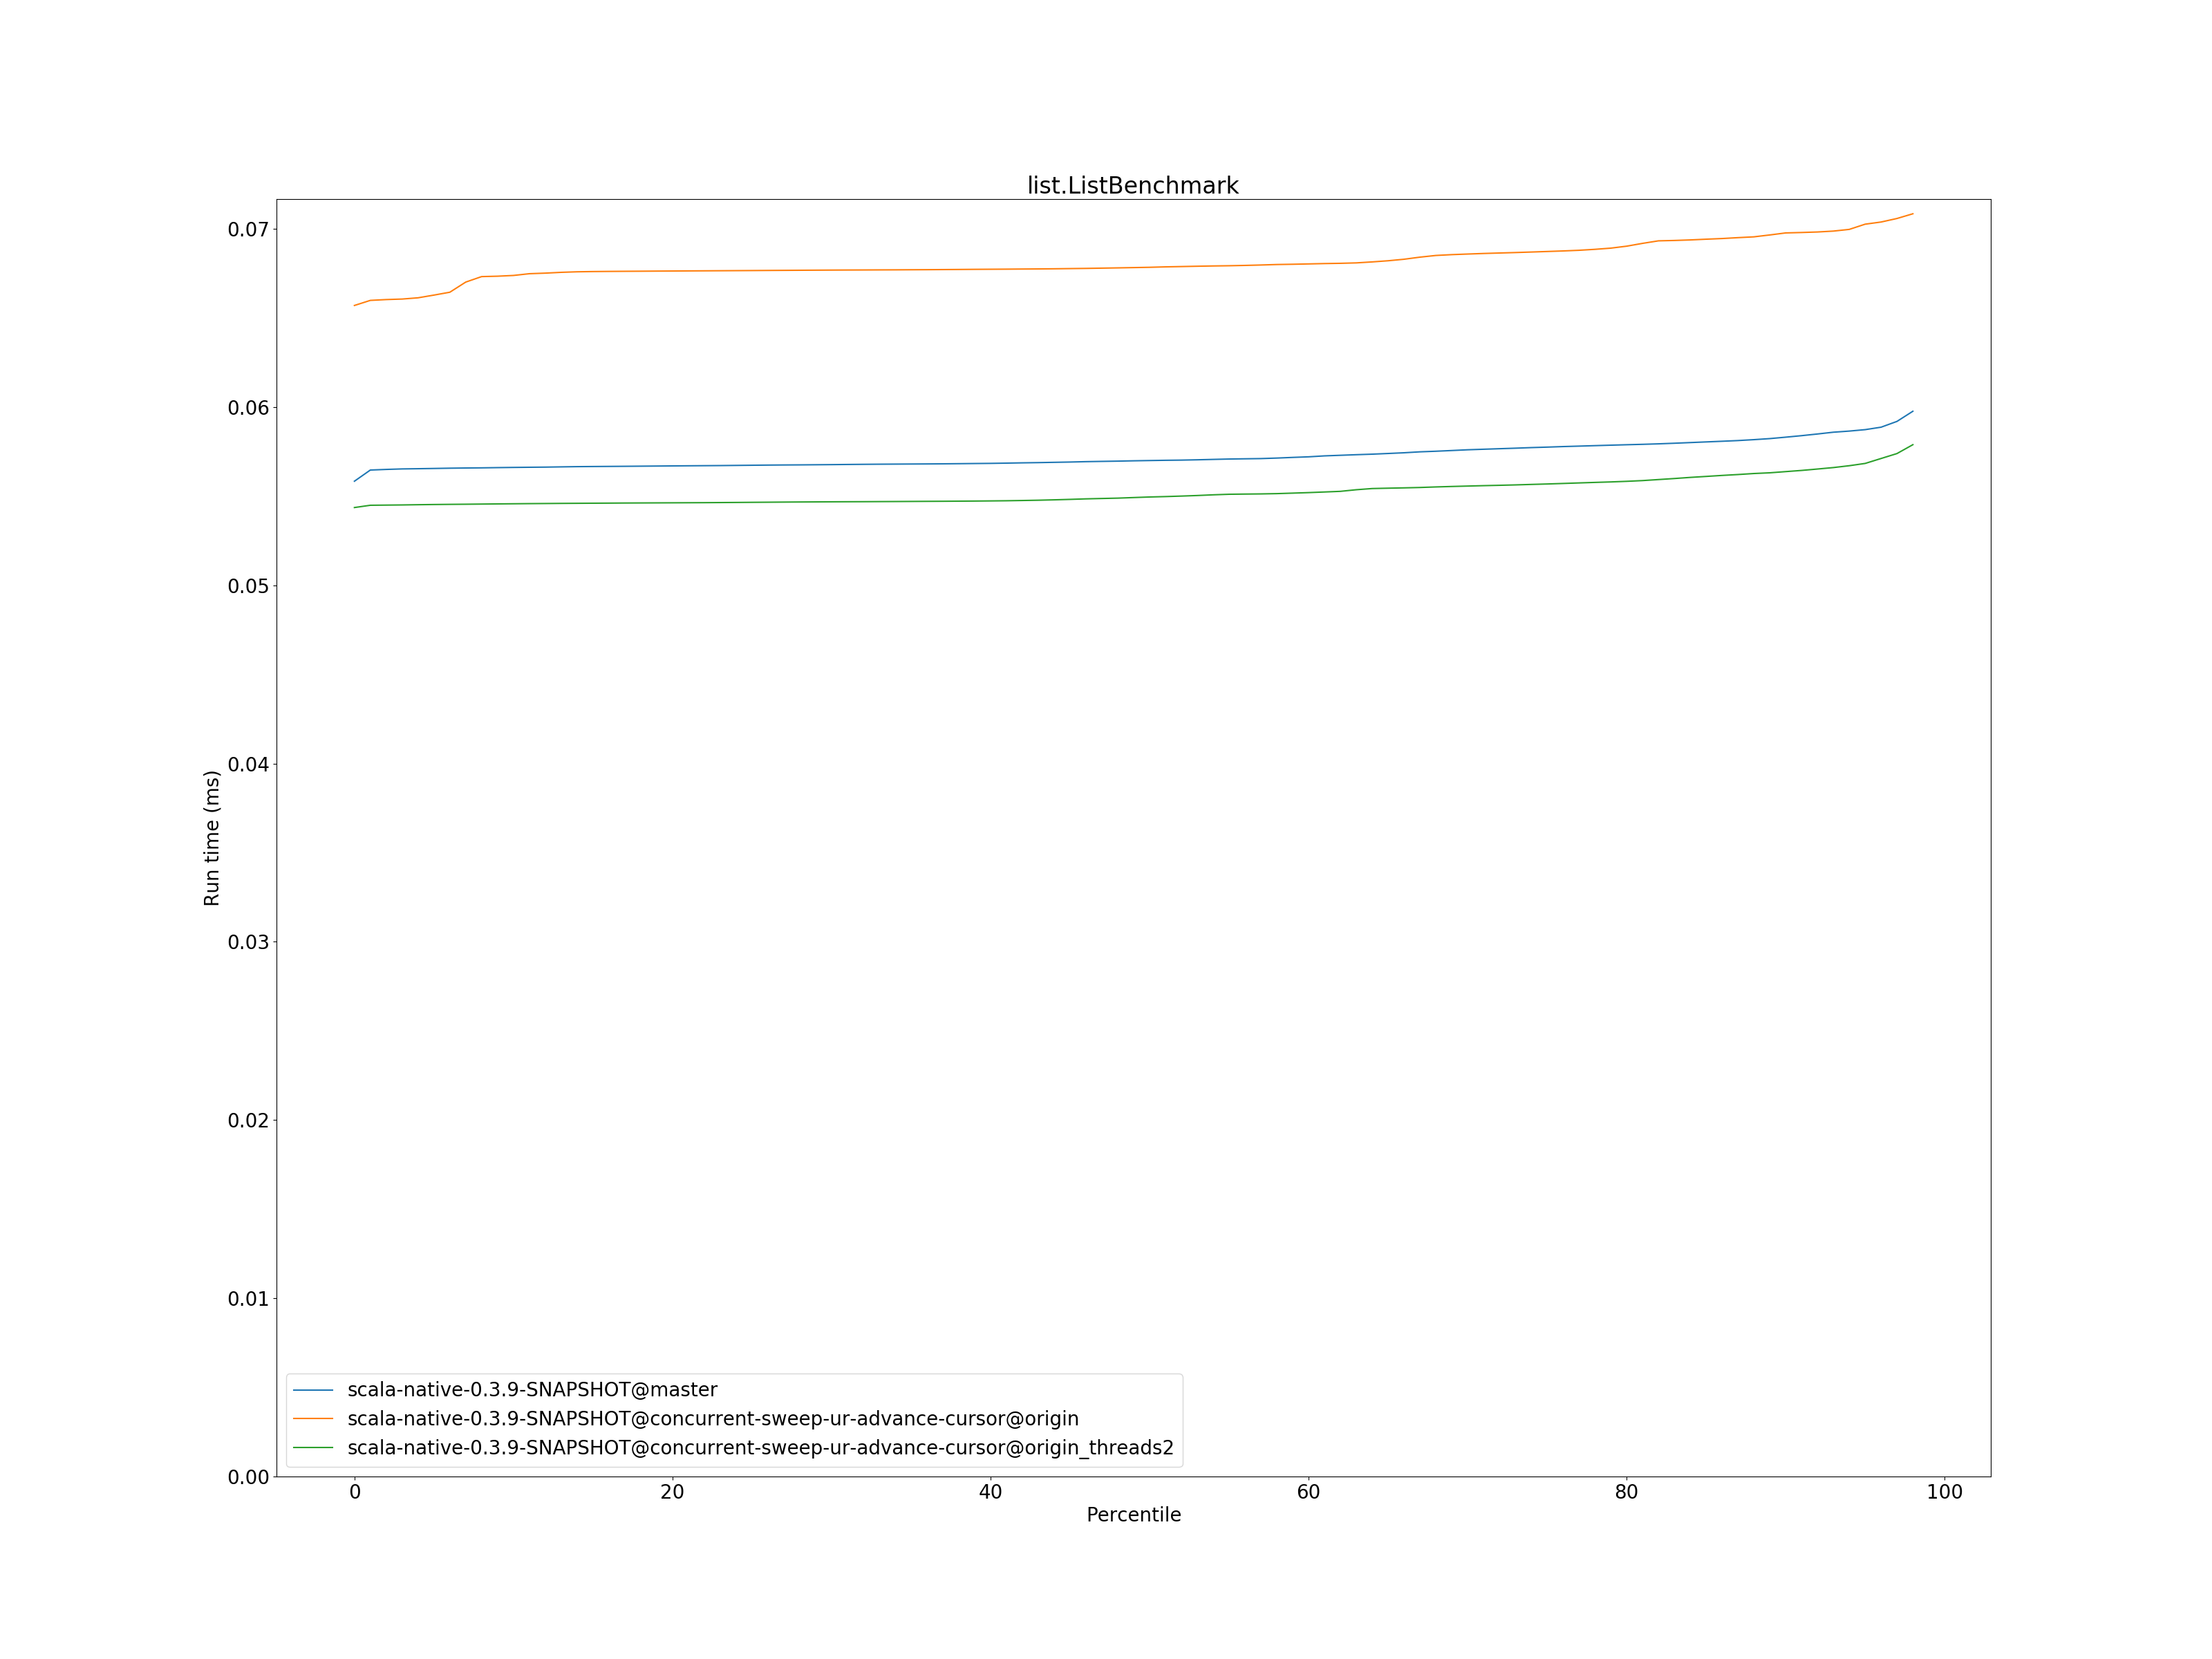 list.ListBenchmark
0.07
0.06
0.05
0.04
0.03
0.02
0.01
0.00
Run time (ms)
0 20 40 60 80 100
Percentile
scala-native-0.3.9-SNAPSHOT@master
scala-native-0.3.9-SNAPSHOT@concurrent-sweep-ur-advance-cursor@origin
scala-native-0.3.9-SNAPSHOT@concurrent-sweep-ur-advance-cursor@origin_threads2